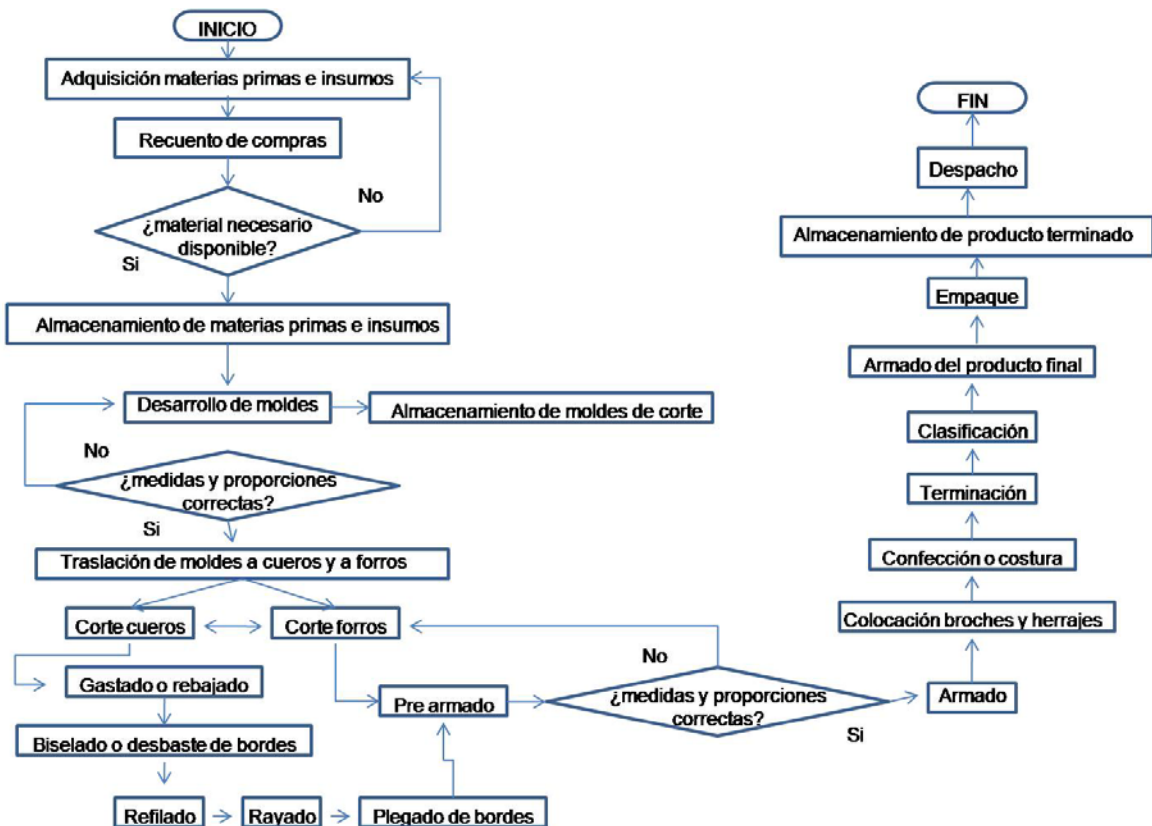 INICIO
Adquisición materias primas e insumos
Recuento de compras
No
¿material necesario
disponible?
Si
Almacenamiento de materias primas e insumos
Desarrollo de moldes
Almacenamiento de moldes de corte
No
¿medidas y proporciones
correctas?
Si
Traslación de moldes a cueros y a forros
Corte cueros
Corte forros
Gastado o rebajado
Biselado o desbaste de bordes
Refilado
Rayado
Plegado de bordes
Pre armado
No
¿medidas y proporciones
correctas?
Si
Armado
Colocación broches y herrajes
Confección o costura
Terminación
Clasificación
Armado del producto final
Empaque
Almacenamiento de producto terminado
Despacho
FIN